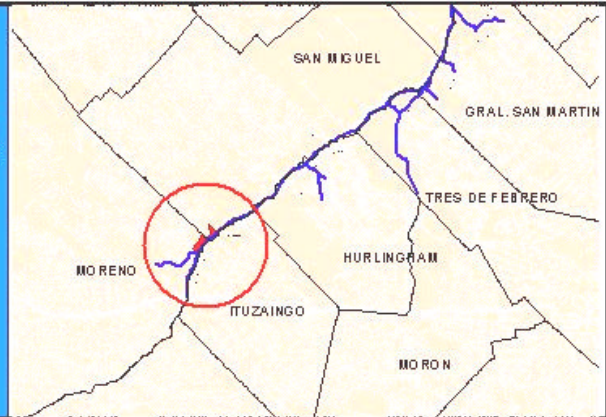 SAN MIGUEL
GRAL. SAN MARTIN
TRES DE FEBRERO
HURLINGHAM
MORENO
ITUZAINGO
MORON